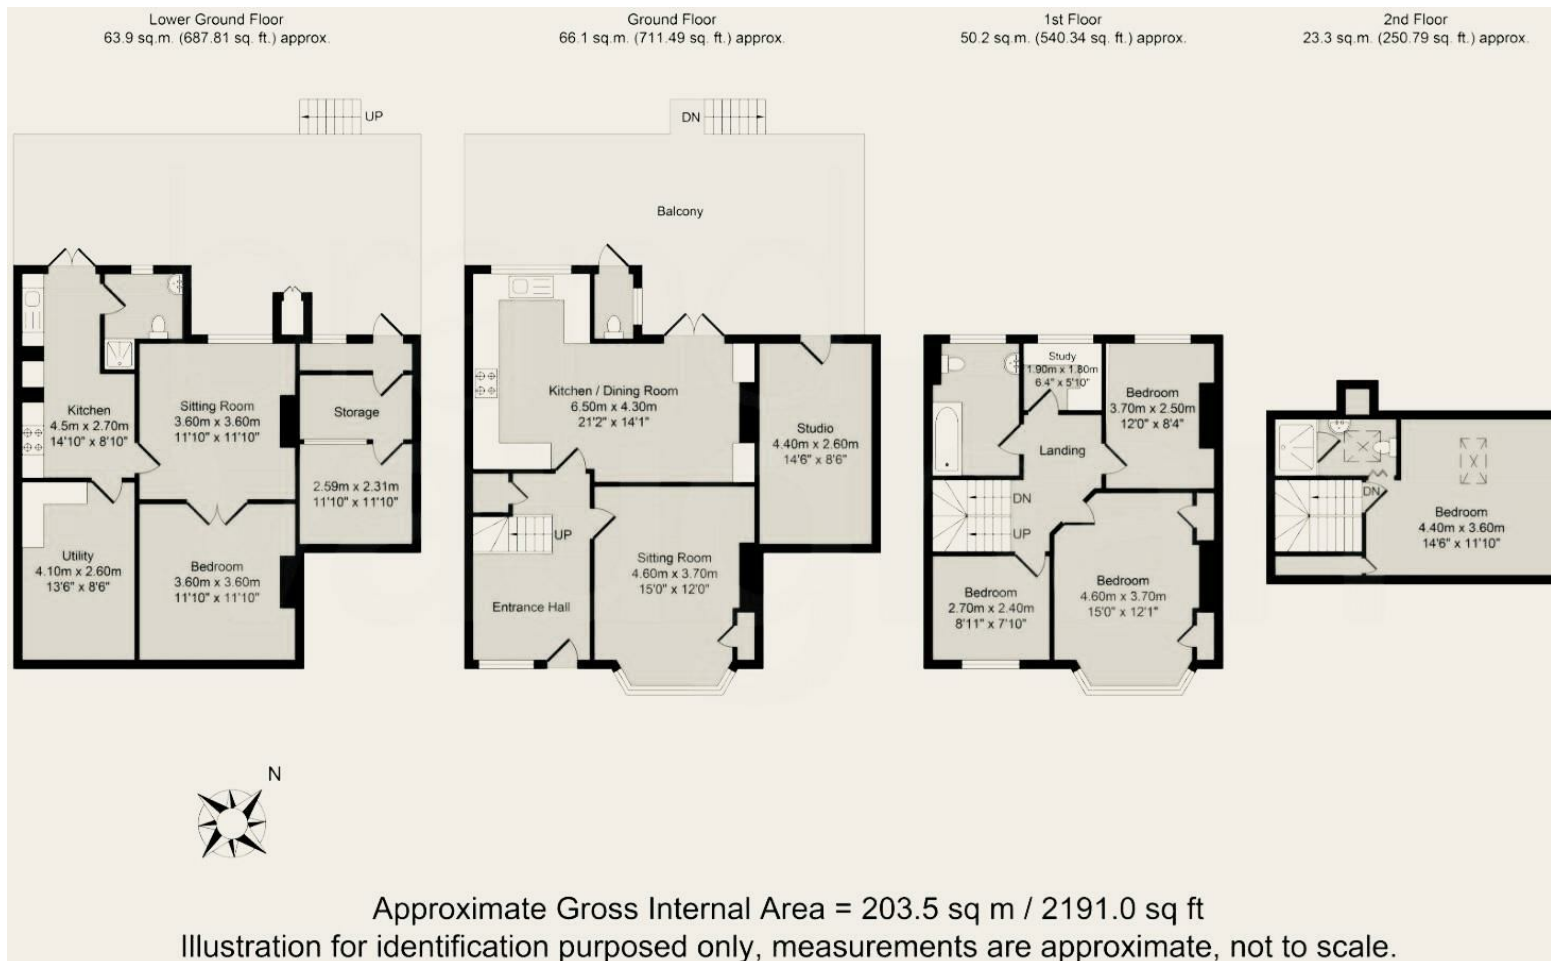 Lower Ground Floor
63.9 sq.m. (687.81 sq. ft.) approx.
Ground Floor
66.1 sq.m. (711.49 sq. ft.) approx.
1st Floor
50.2 sq.m. (540.34 sq. ft.) approx.
2nd Floor
23.3 sq.m. (250.79 sq. ft.) approx.
UP
Kitchen
4.5m x 2.70m
14'10" x 8'10"
Sitting Room
3.60m x 3.60m
11'10" x 11'10"
Storage
2.59m x 2.31m
11'10" x 11'10"
Utility
4.10m x 2.60m
13'6" x 8'6"
Bedroom
3.60m x 3.60m
11'10" x 11'10"
DN
Balcony
Kitchen / Dining Room
6.50m x 4.30m
21'2" x 14'1"
Studio
4.40m x 2.60m
14'6" x 8'6"
UP
Sitting Room
4.60m x 3.70m
15'0" x 12'0"
Entrance Hall
Study
1.90m x 1.80m
6.4" x 5'10"
Bedroom
3.70m x 2.50m
12'0" x 8'4"
Landing
DN
UP
Bedroom
2.70m x 2.40m
8'11" x 7'10"
Bedroom
4.60m x 3.70m
15'0" x 12'1"
DN
Bedroom
4.40m x 3.60m
14'6" x 11'10"
N
Approximate Gross Internal Area = 203.5 sq m / 2191.0 sq ft
Illustration for identification purposed only, measurements are approximate, not to scale.